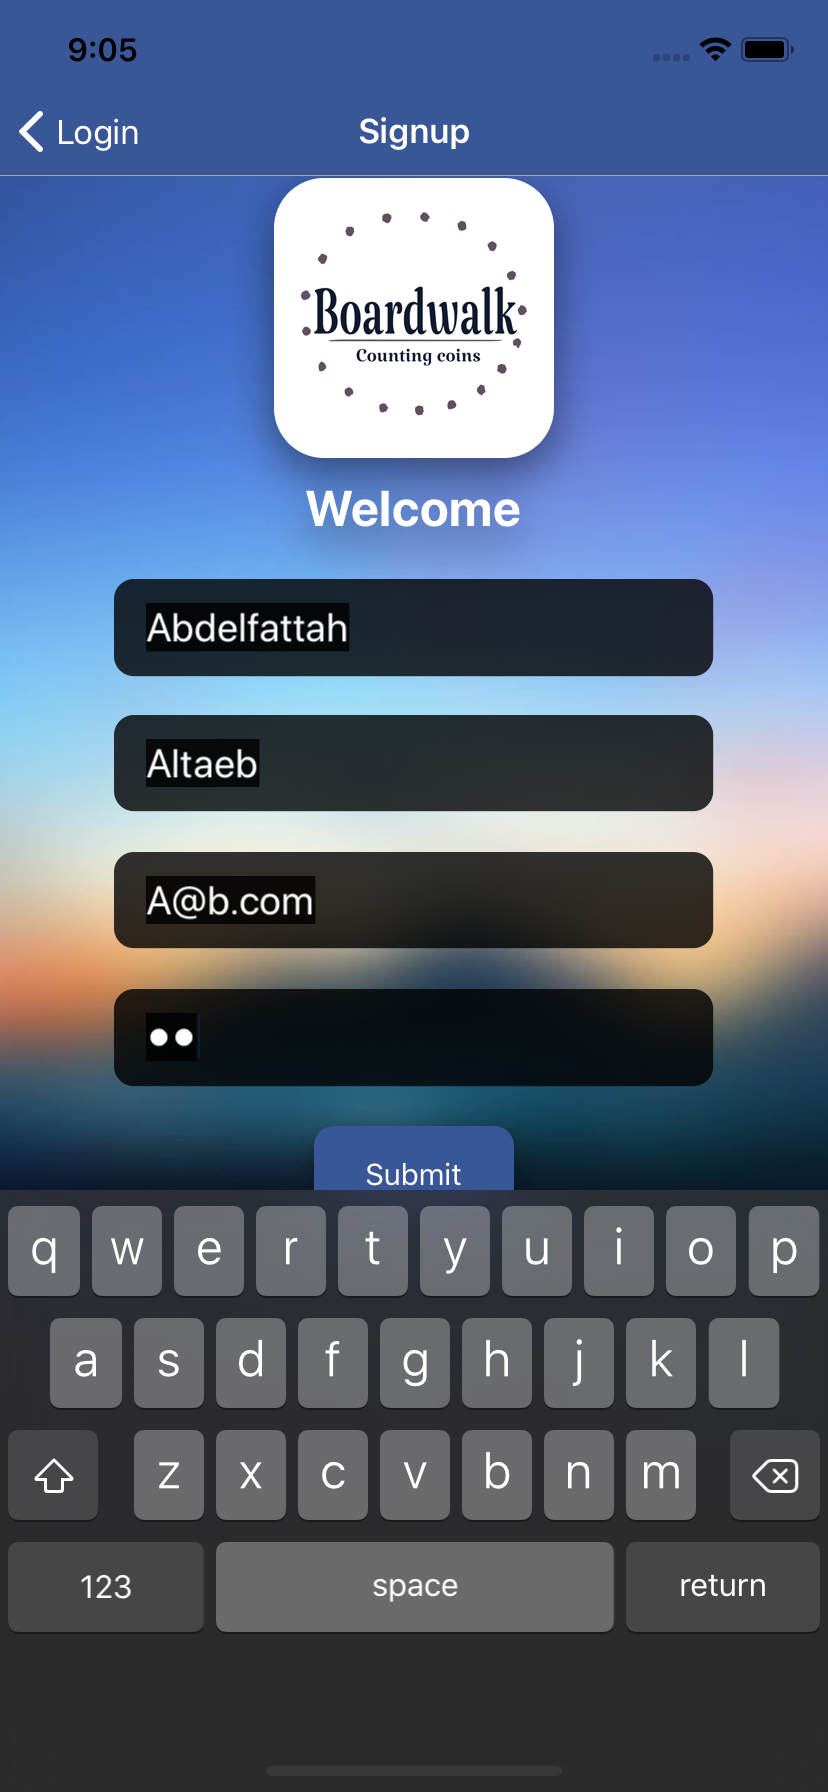 9:05
Login
Signup
Boardwalk
Counting coins
Welcome
Abdelfattah
Altaeb
A@b.com
●●
Submit
q w e r t y u i o p
a s d f g h j k l
z x c v b n m
123 space return